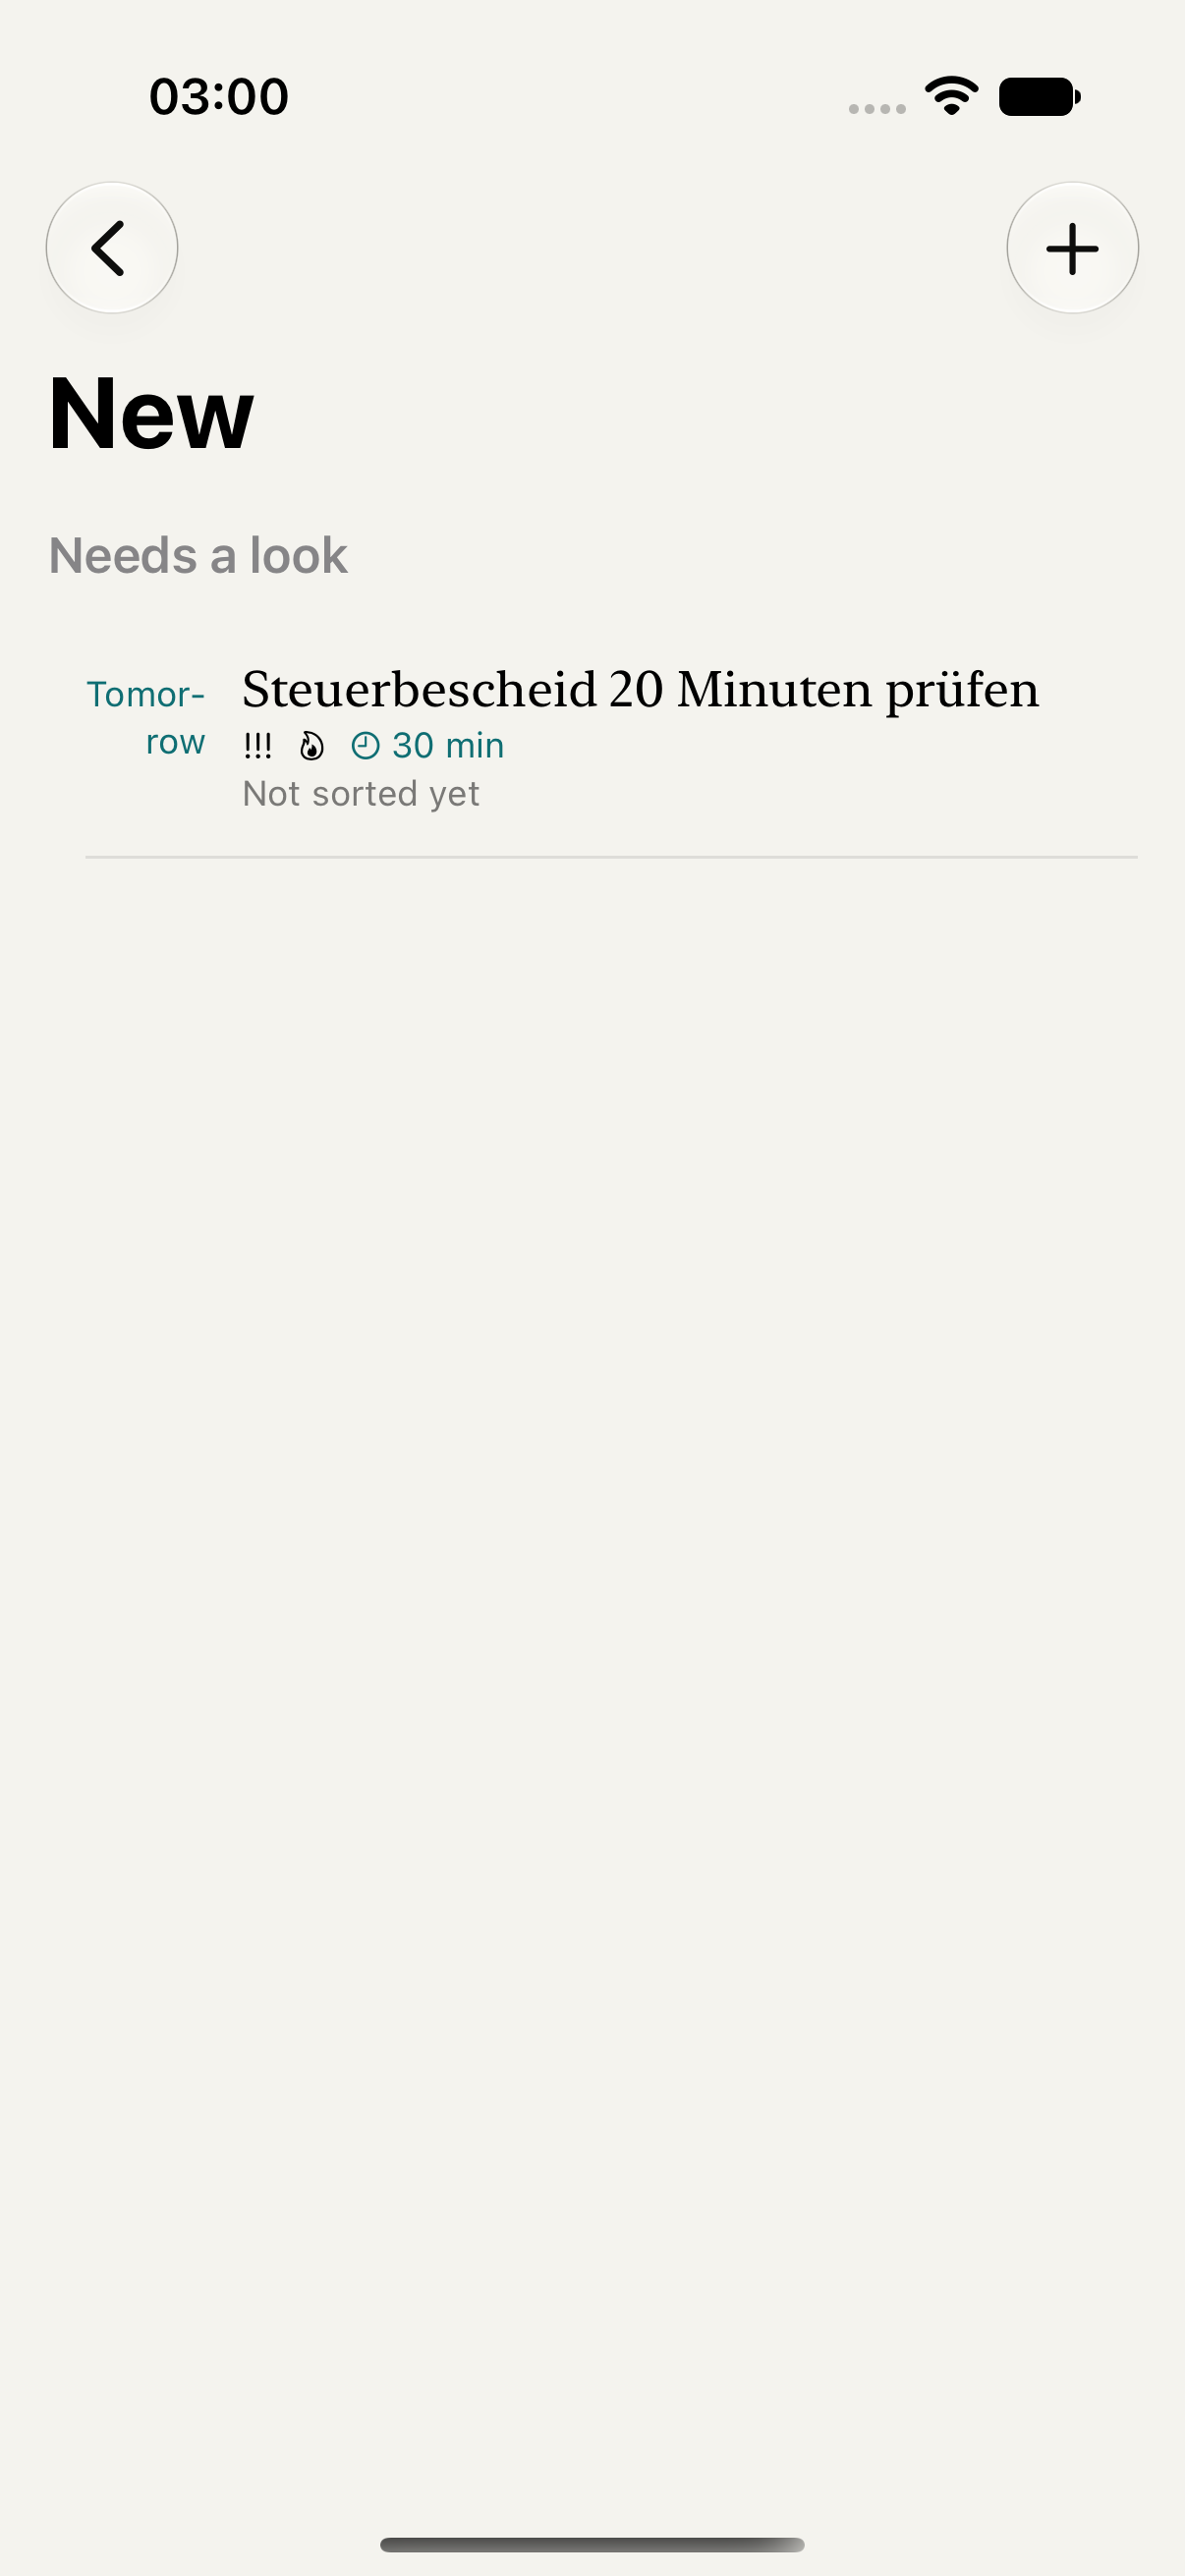 03:00
New
Needs a look
Tomor-
row
Steuerbescheid 20 Minuten prüfen
!!! 30 min
Not sorted yet